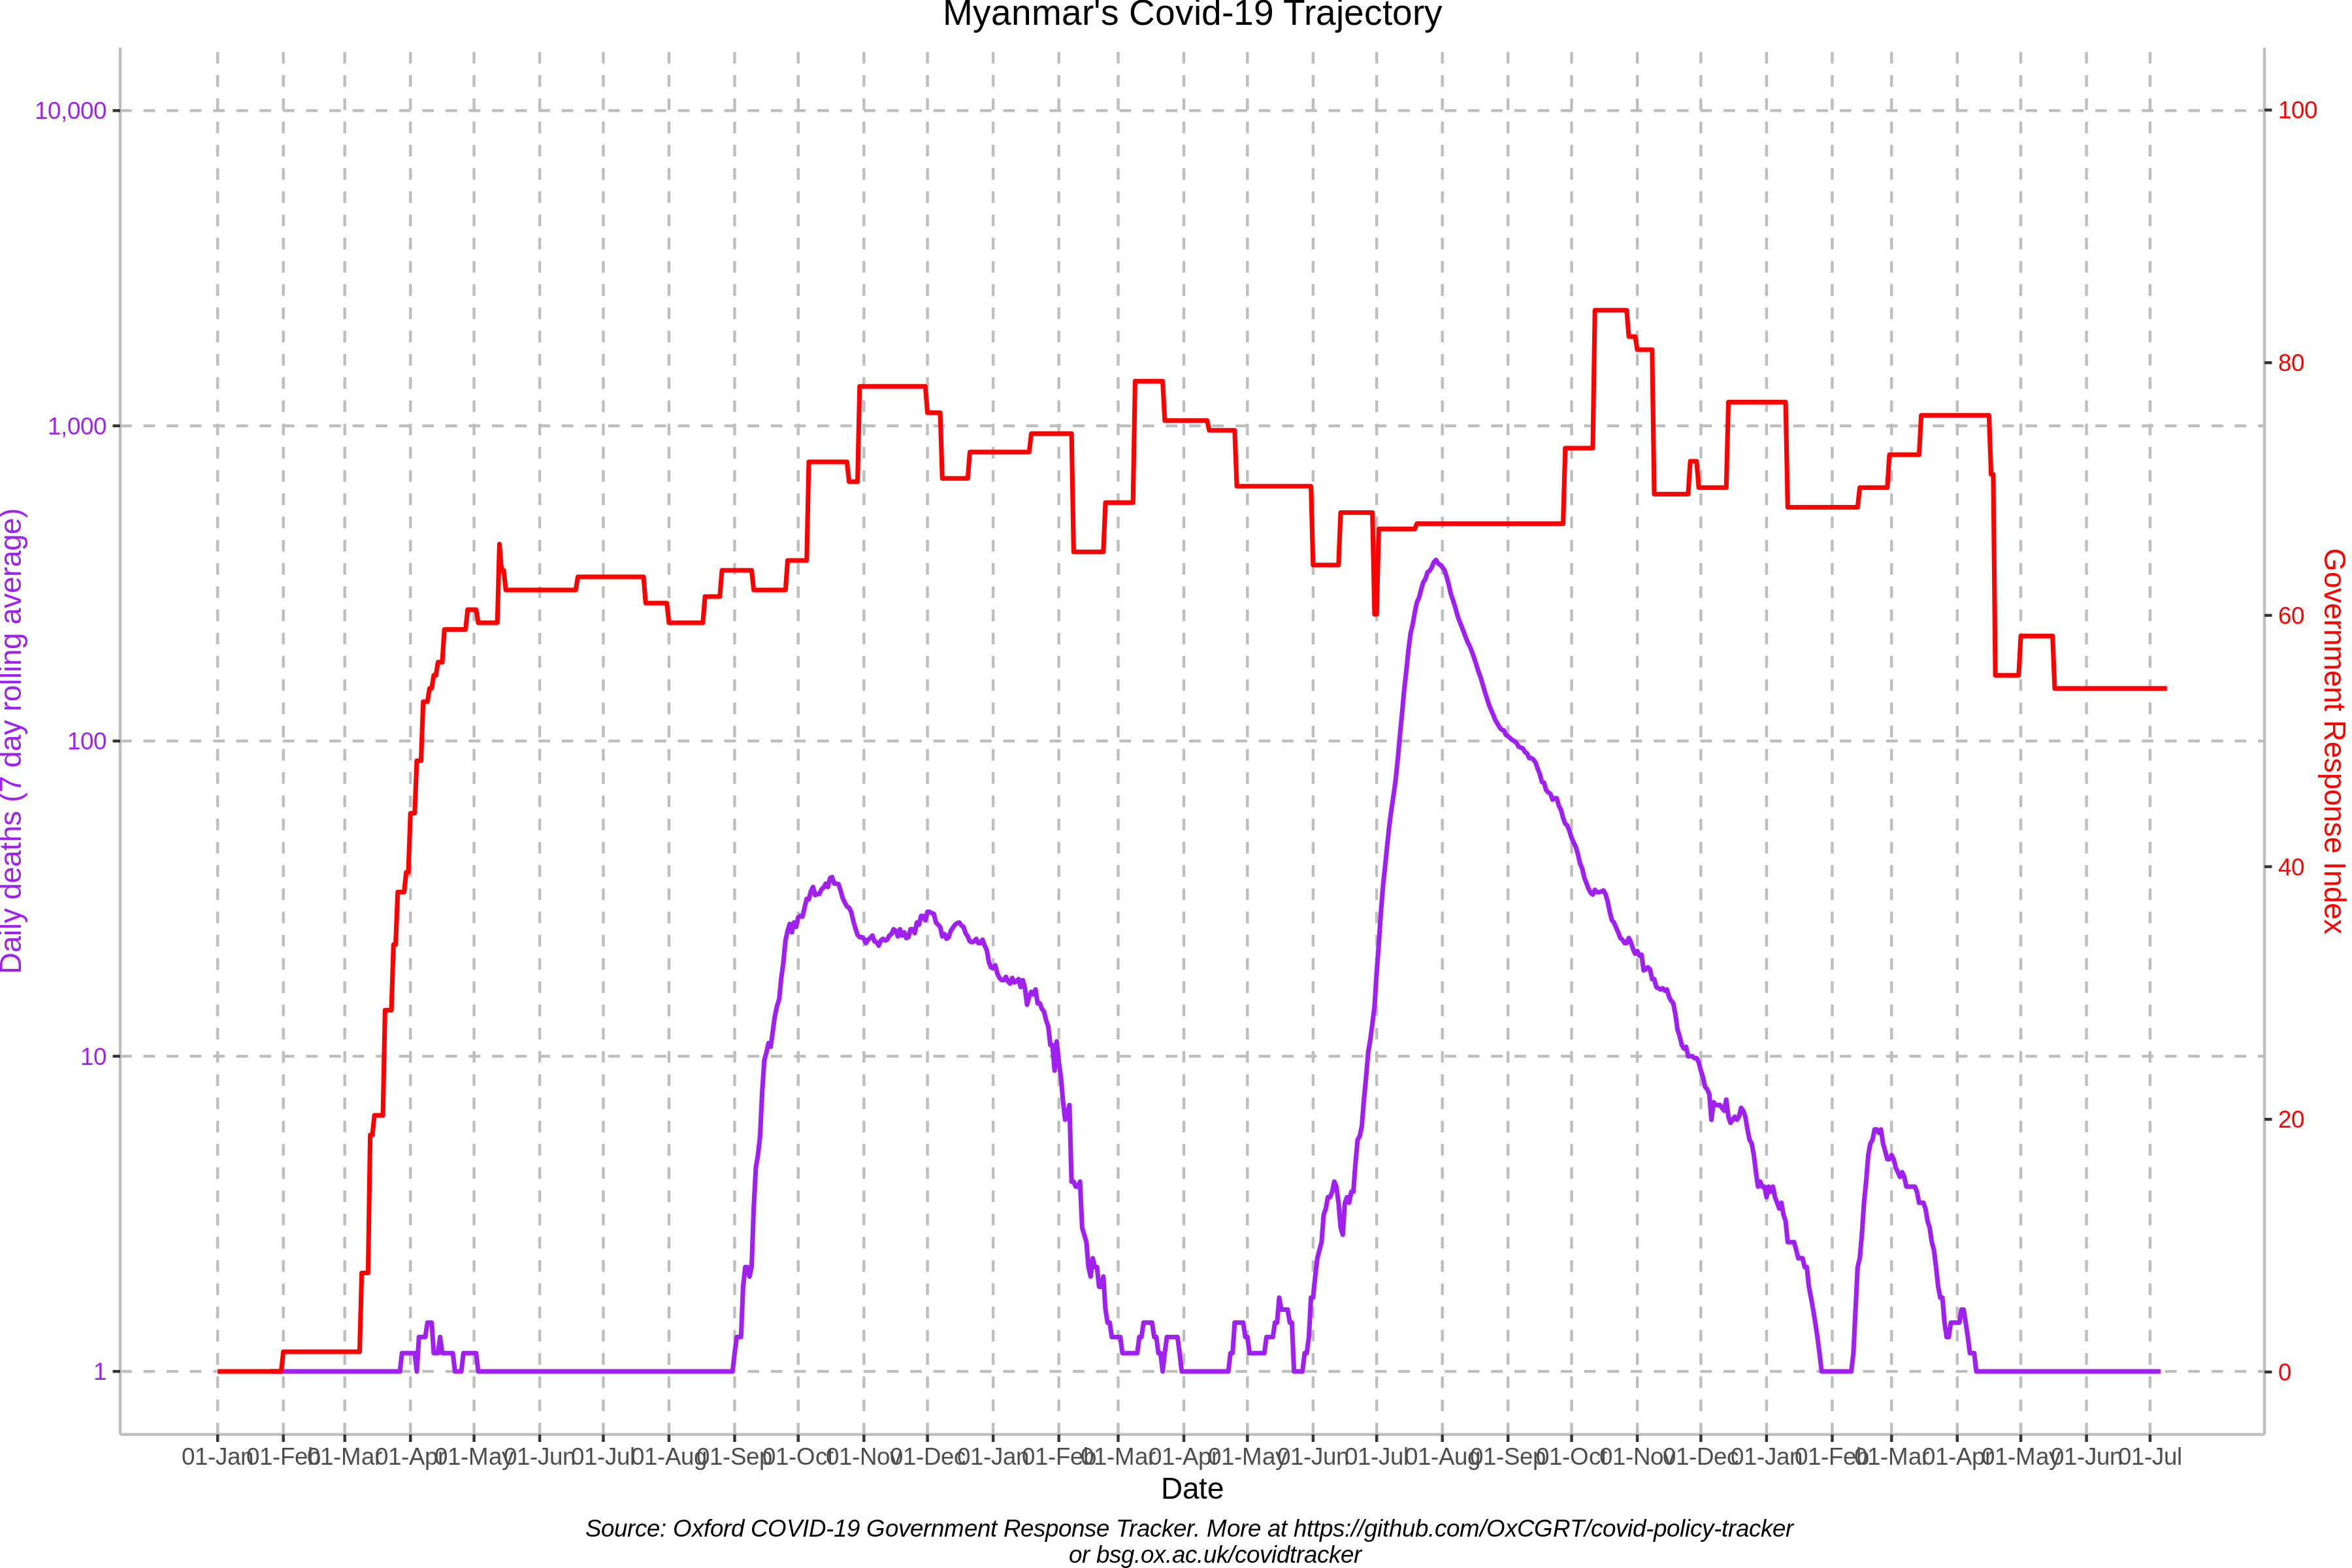 Myanmar's Covid-19 Trajectory
10,000
1,000
100
10
1
Daily deaths (7 day rolling average)
100
80
60
40
20
0
Government Response Index
01-Jan 01-Feb 01-Mar 01-Apr 01-May 01-Jun 01-Jul 01-Aug 01-Sep 01-Oct 01-Nov 01-Dec 01-Jan 01-Feb 01-Mar 01-Apr 01-May 01-Jun 01-Jul 01-Aug 01-Sep 01-Oct 01-Nov 01-Dec 01-Jan 01-Feb 01-Mar 01-Apr 01-May 01-Jun 01-Jul
Date
Source: Oxford COVID-19 Government Response Tracker. More at https://github.com/OxCGRT/covid-policy-tracker
or bsg.ox.ac.uk/covidtracker